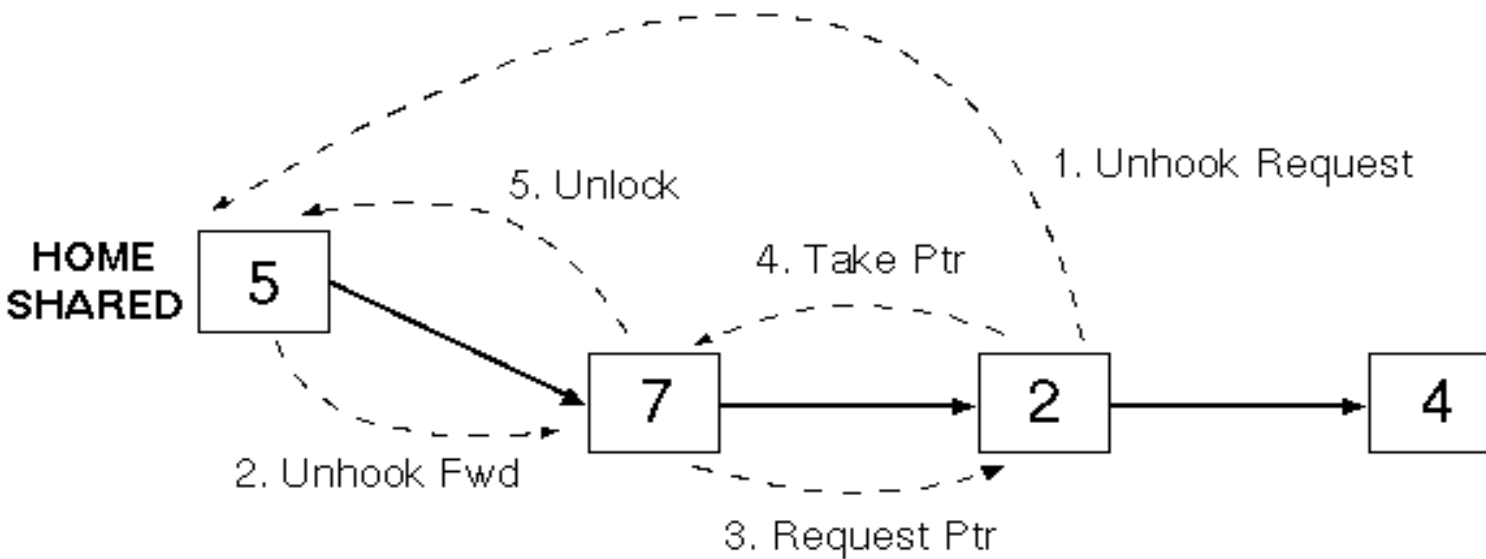 1. Unhook Request
5. Unlock
HOME
SHARED
5
4. Take Ptr
7
2
4
2. Unhook Fwd
3. Request Ptr